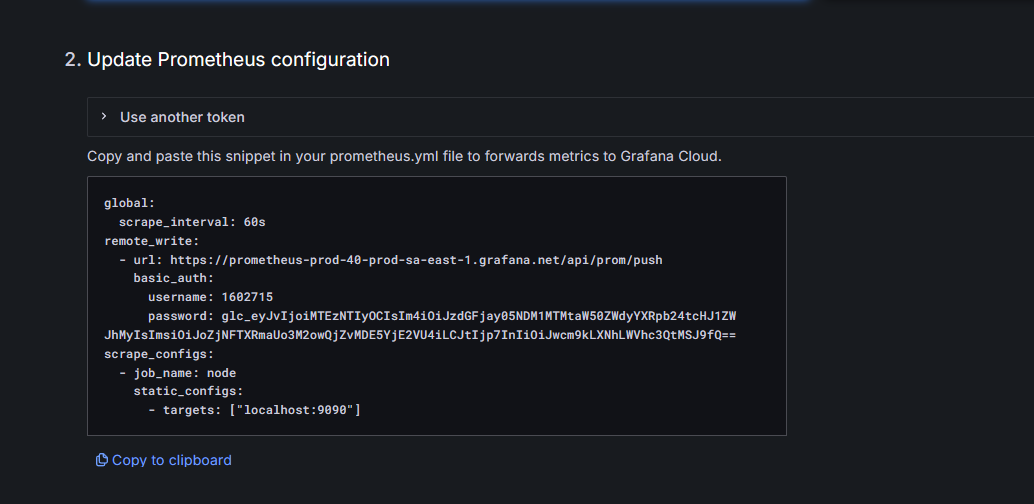 2. Update Prometheus configuration
Use another token
Copy and paste this snippet in your prometheus.yml file to forwards metrics to Grafana Cloud.
global:
  scrape_interval: 60s
remote_write:
  - url: https://prometheus-prod-40-prod-sa-east-1.grafana.net/api/prom/push
    basic_auth:
      username: 1602715
      password: glc_eyJvIjoiMTEzNTIyOCIsIm4iOiJzdGFjay05NDM1MTMtaW50ZWdyYXRpb24tcHJ1ZW
JhMyIsImsiOiJoZjNFTXRmaUo3M2owQjZvMDE5YjE2VU4iLCJtIjp7InIiOiJwcm9kLXNhLWVhc3QtMSJ9fQ==
scrape_configs:
  - job_name: node
    static_configs:
      - targets: ["localhost:9090"]
Copy to clipboard